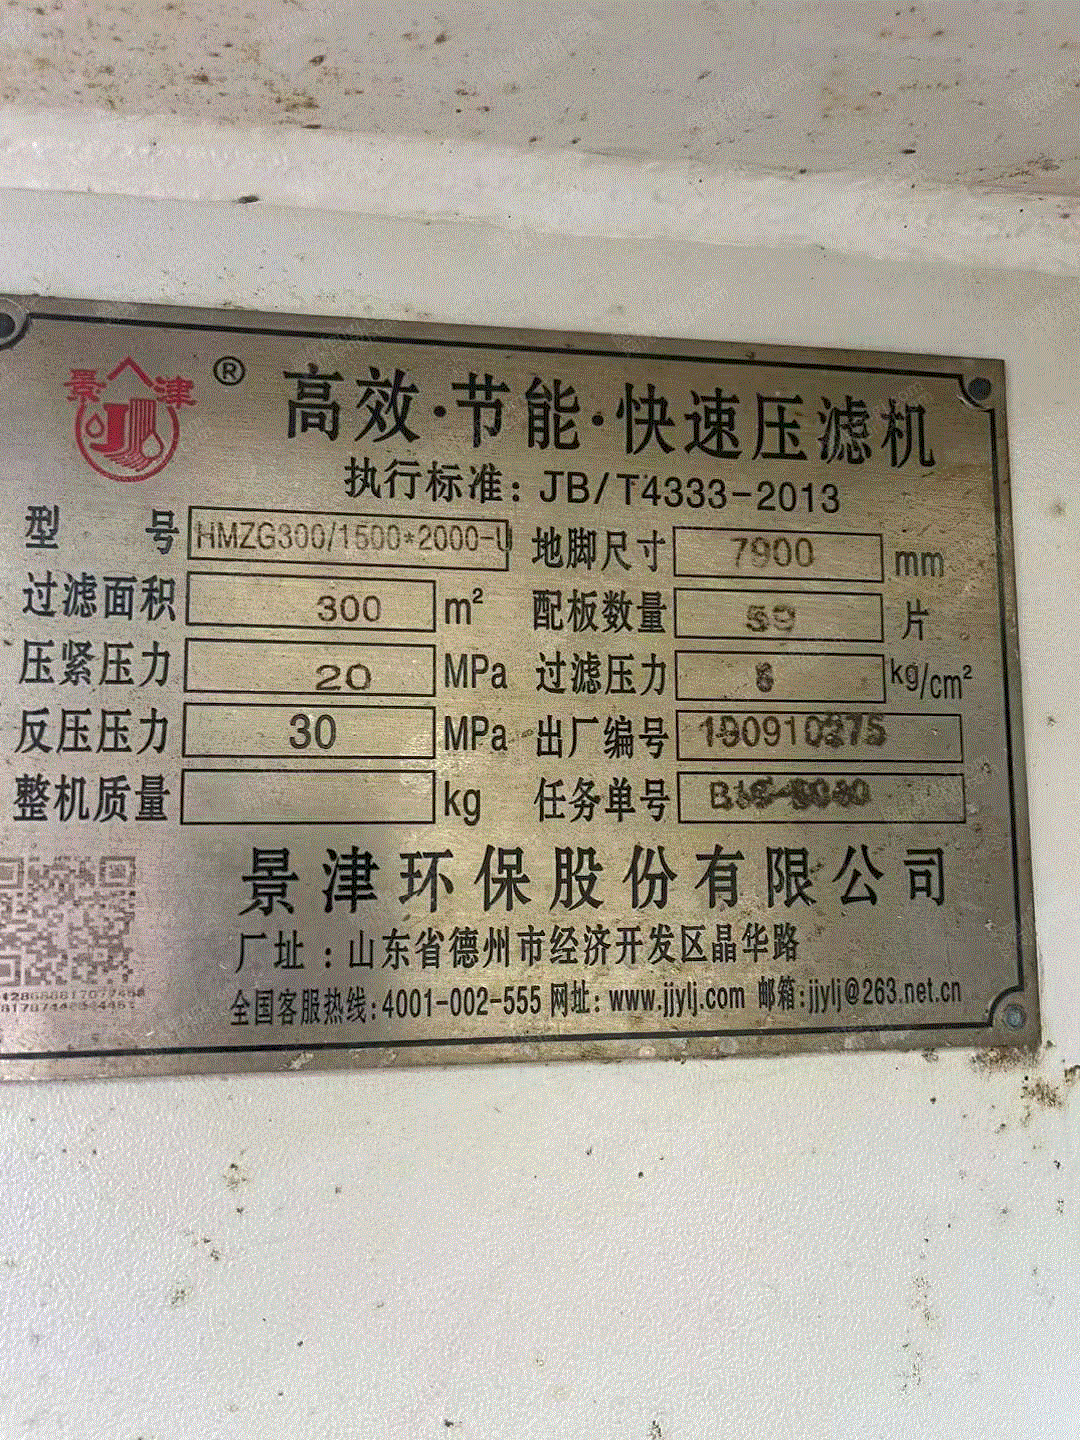 景津®
高效·节能·快速压滤机
执行标准: JB/T4333-2013
型 号 HMZG300/1500*2000-U 地脚尺寸 7900 mm
过滤面积 300 m² 配板数量 59 片
压紧压力 20 MPa 过滤压力 kg/cm²
反压压力 30 MPa 出厂编号 190910275
整机质量 kg 任务单号
景津环保股份有限公司
厂址: 山东省德州市经济开发区晶华路
全国客服热线:4001-002-555 网址: www.jjylj.com 邮箱:jjylj@263.net.cn